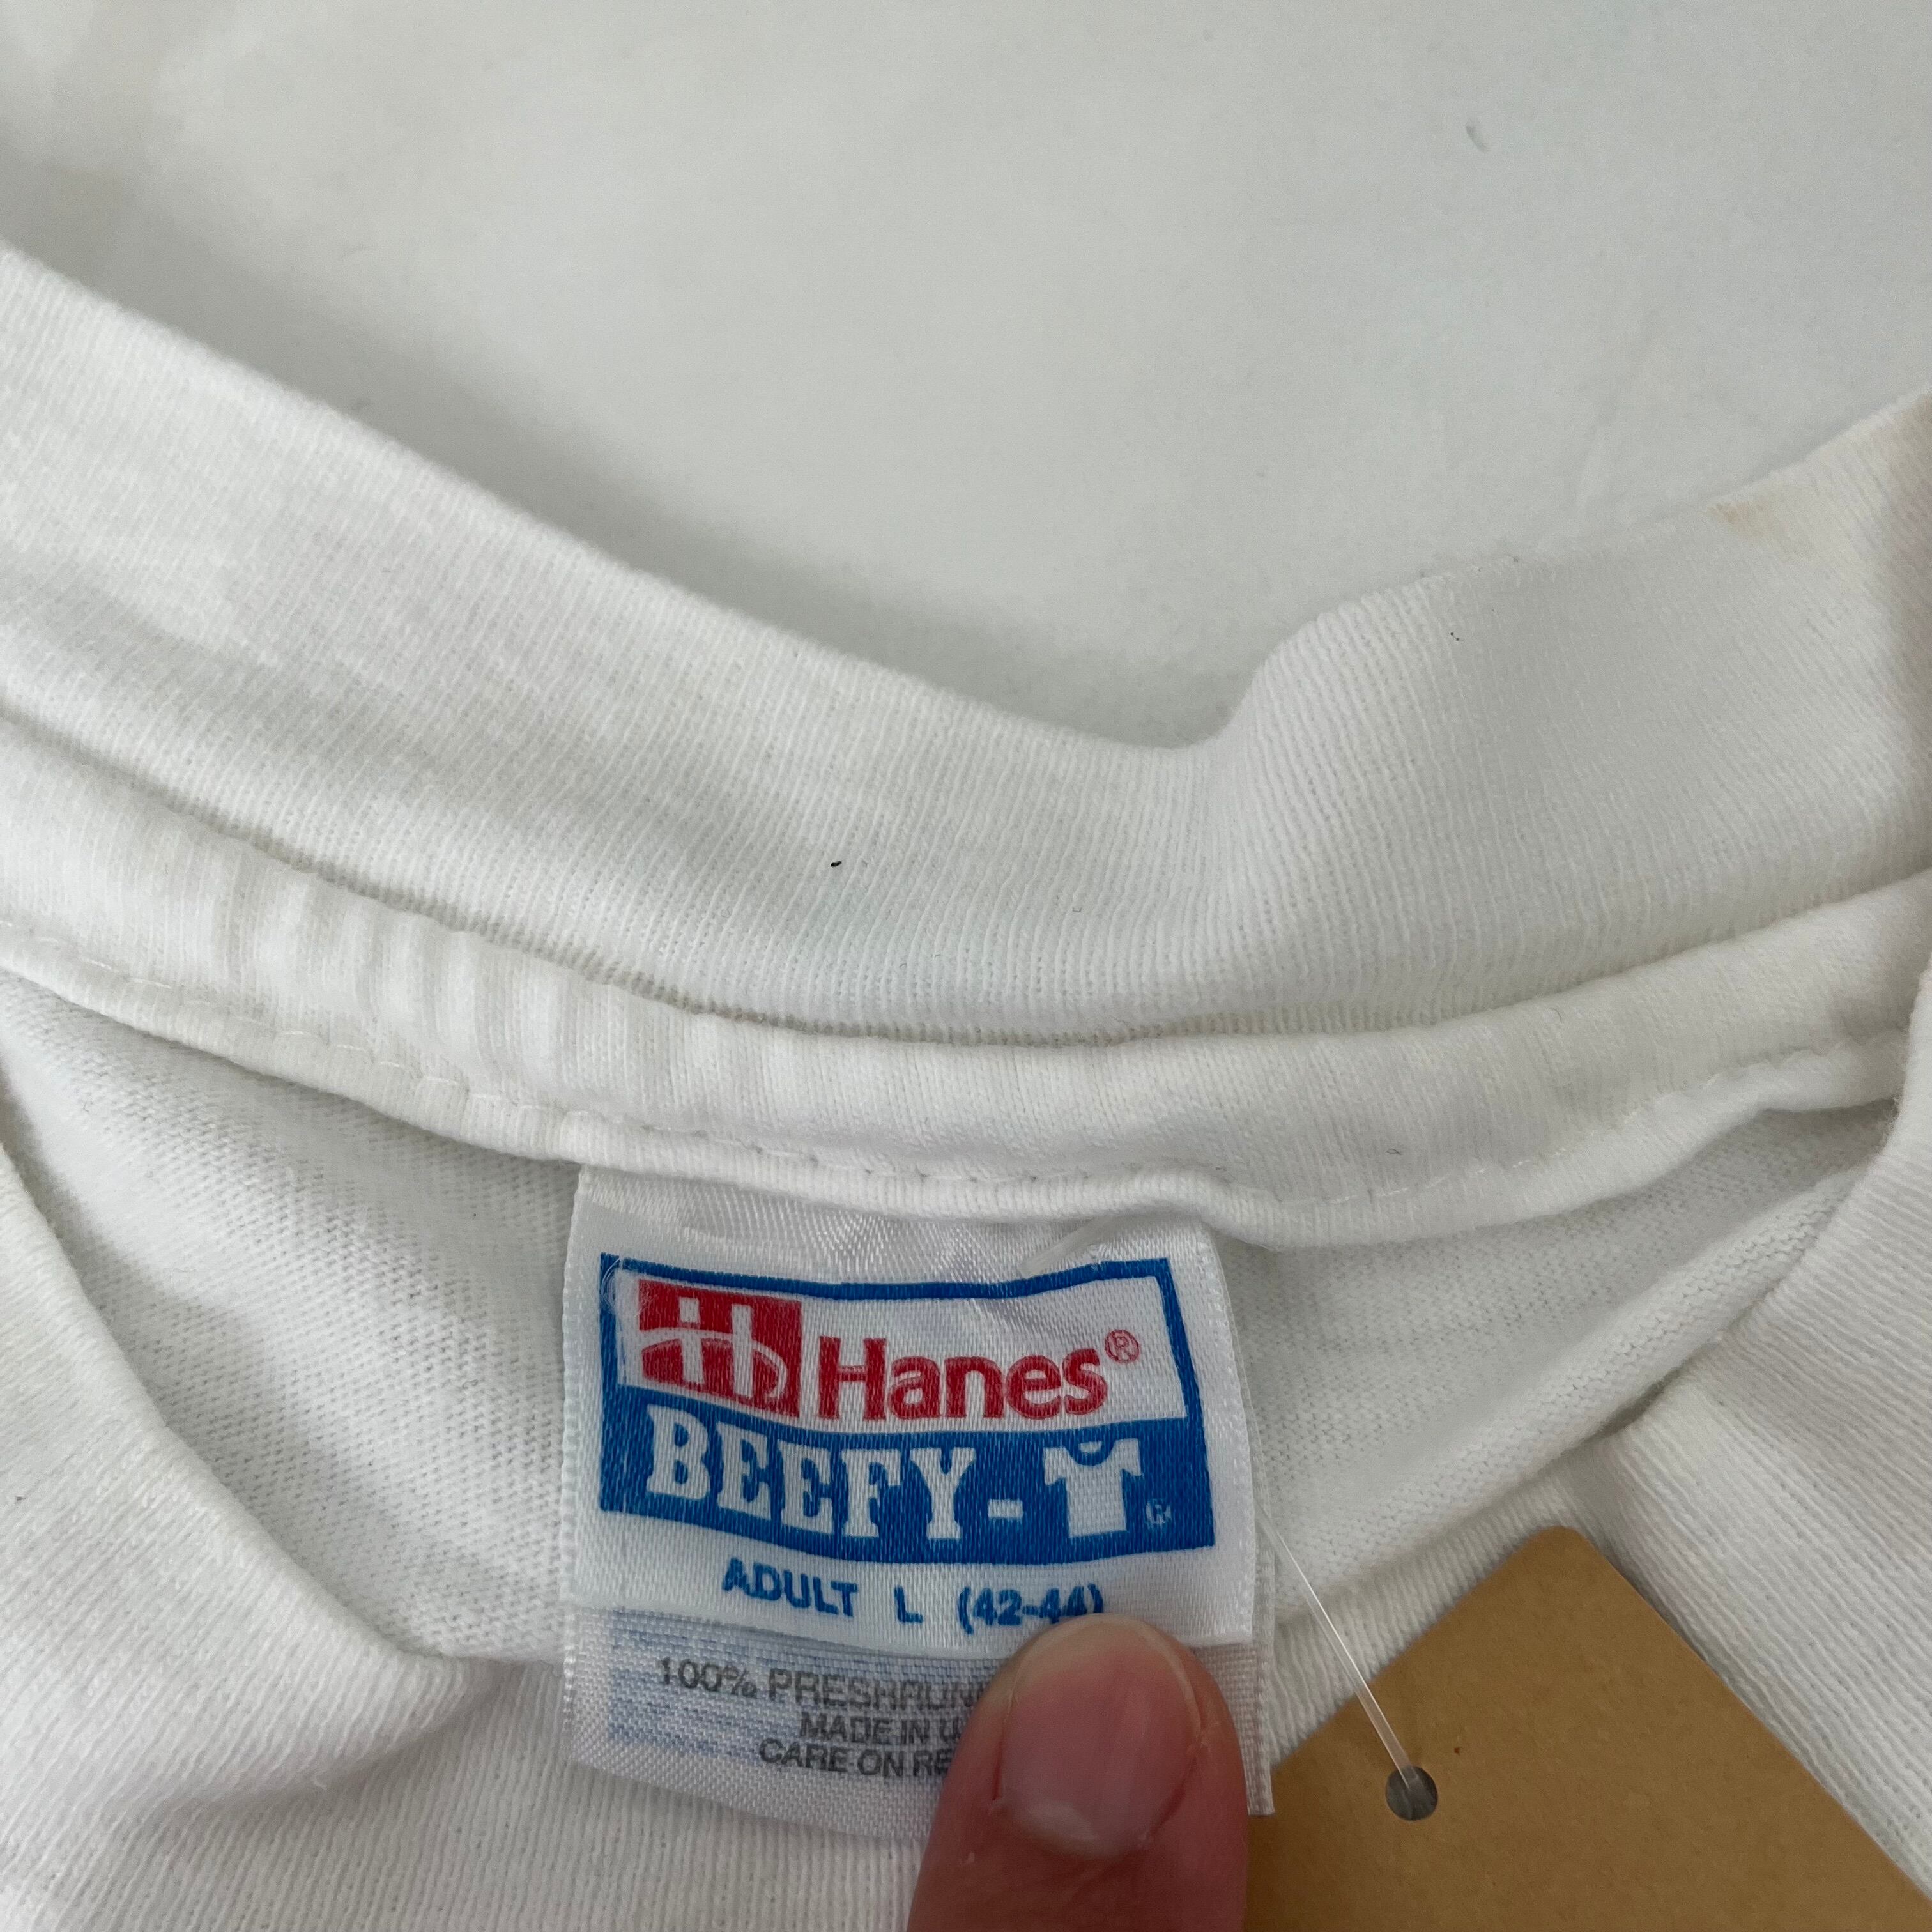 Hanes®
BEEFY-T®
ADULT L (42-44)
100% PRESHRUN
MADE IN U
CARE ON RE